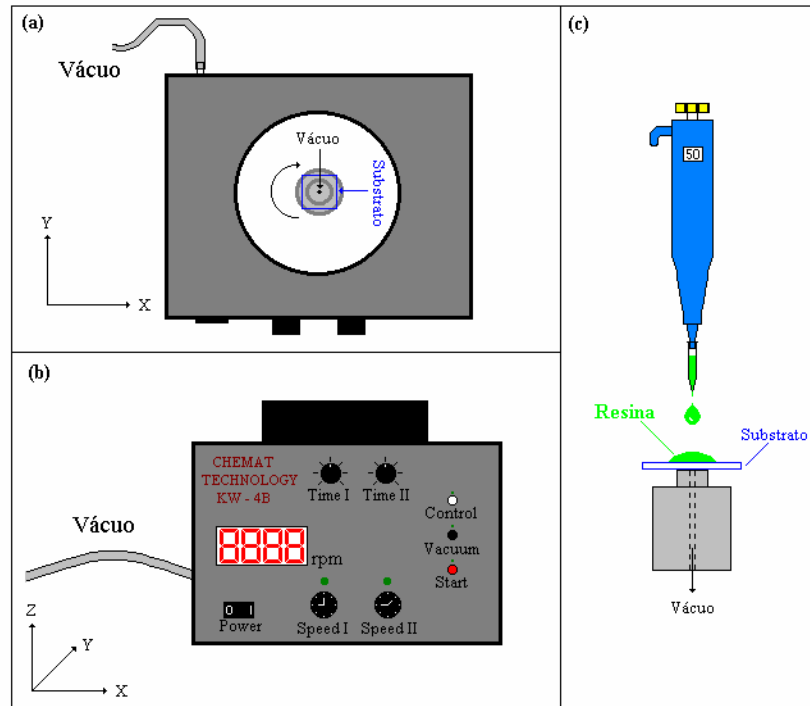 (a)
Vácuo
Vácuo
Substrato
Y
X
(b)
CHEMAT
TECHNOLOGY
KW - 4B
Time I
Time II
Control
Vácuo
8888
rpm
Vacuum
Start
0 1
Power
Speed I
Speed II
Z
Y
X
(c)
50
Resina
Substrato
Vácuo